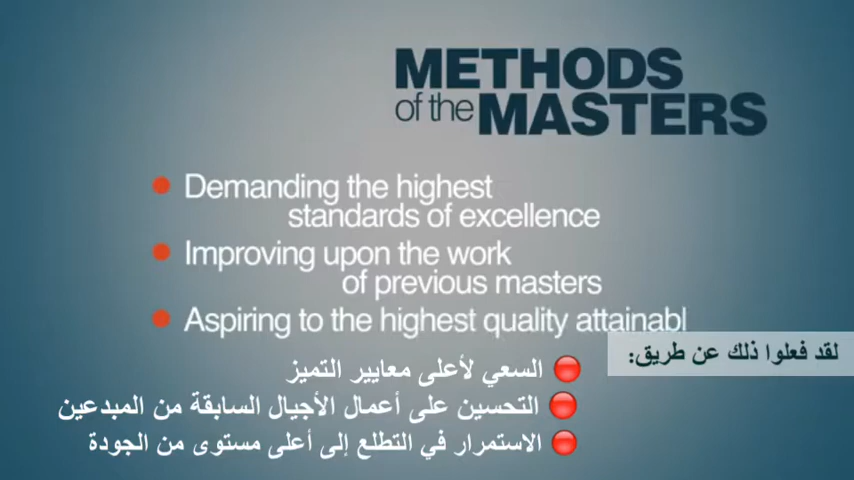 METHODS
of the MASTERS
Demanding the highest
standards of excellence
Improving upon the work
of previous masters
Aspiring to the highest quality attainabl
لقد فعلوا ذلك عن طريق:
السعي لأعلى معايير التميز
التحسين على أعمال الأجيال السابقة من المبدعين
الاستمرار في التطلع إلى أعلى مستوى من الجودة